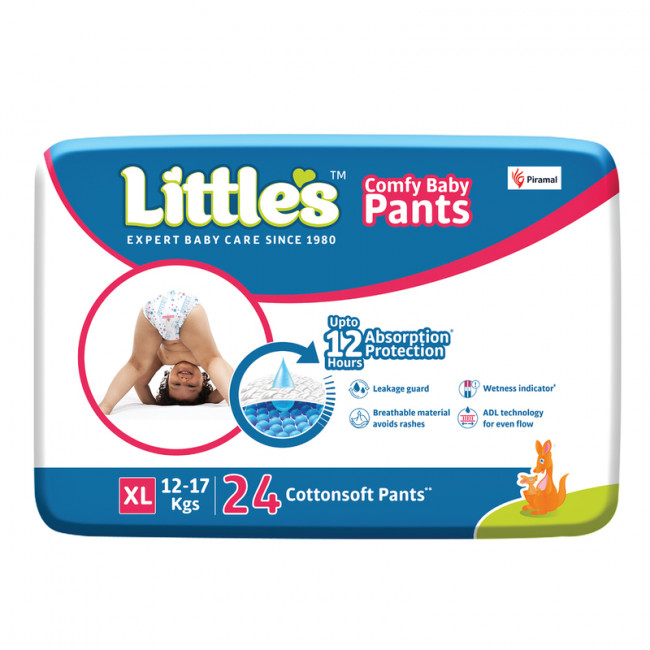 Little's™
EXPERT BABY CARE SINCE 1980
Comfy Baby
Pants
Piramal
Upto
12
Hours
Absorption*
Protection
Leakage guard
Wetness indicator*
Breathable material
avoids rashes
ADL technology
for even flow
XL
12-17
Kgs
24 Cottonsoft Pants**